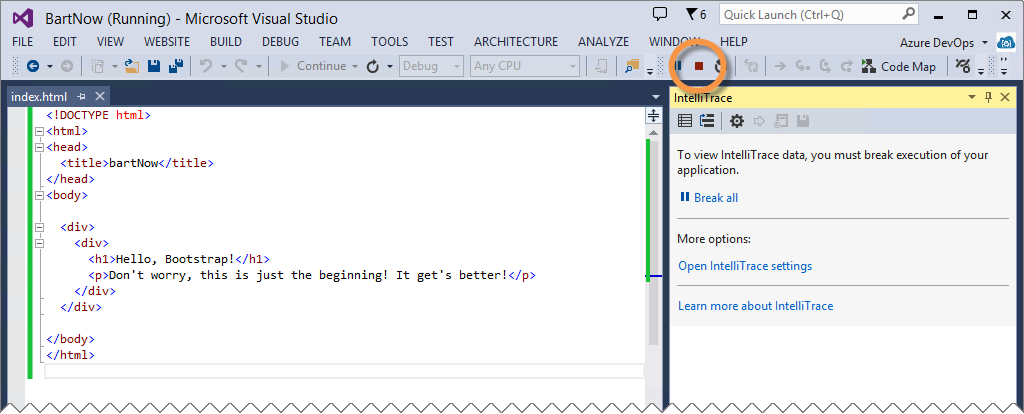 BartNow (Running) - Microsoft Visual Studio
6
Quick Launch (Ctrl+Q)
FILE EDIT VIEW WEBSITE BUILD DEBUG TEAM TOOLS TEST ARCHITECTURE ANALYZE WINDOW HELP
Azure DevOps
Continue
Debug
Any CPU
Code Map
index.html
<!DOCTYPE html>
<html>
<head>
<title>bartNow</title>
</head>
<body>
<div>
<div>
<h1>Hello, Bootstrap!</h1>
<p>Don't worry, this is just the beginning! It get's better!</p>
</div>
</div>
</body>
</html>
IntelliTrace
To view IntelliTrace data, you must break execution of your
application.
Break all
More options:
Open IntelliTrace settings
Learn more about IntelliTrace